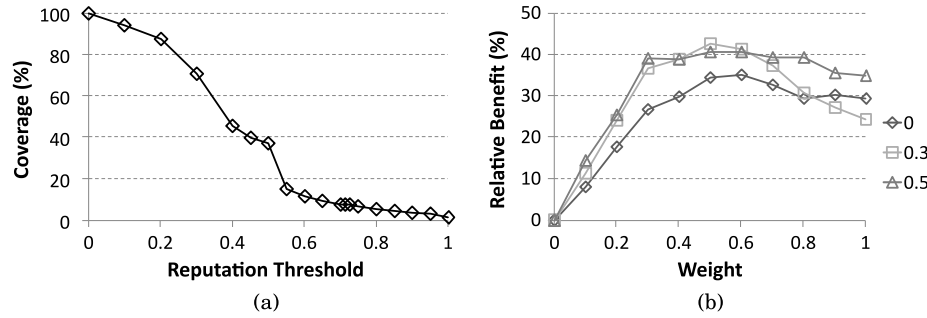 100
80
60
40
20
0
Coverage (%)
0 0.2 0.4 0.6 0.8 1
Reputation Threshold
(a)
50
40
30
20
10
0
Relative Benefit (%)
0 0.2 0.4 0.6 0.8 1
Weight
0
0.3
0.5
(b)